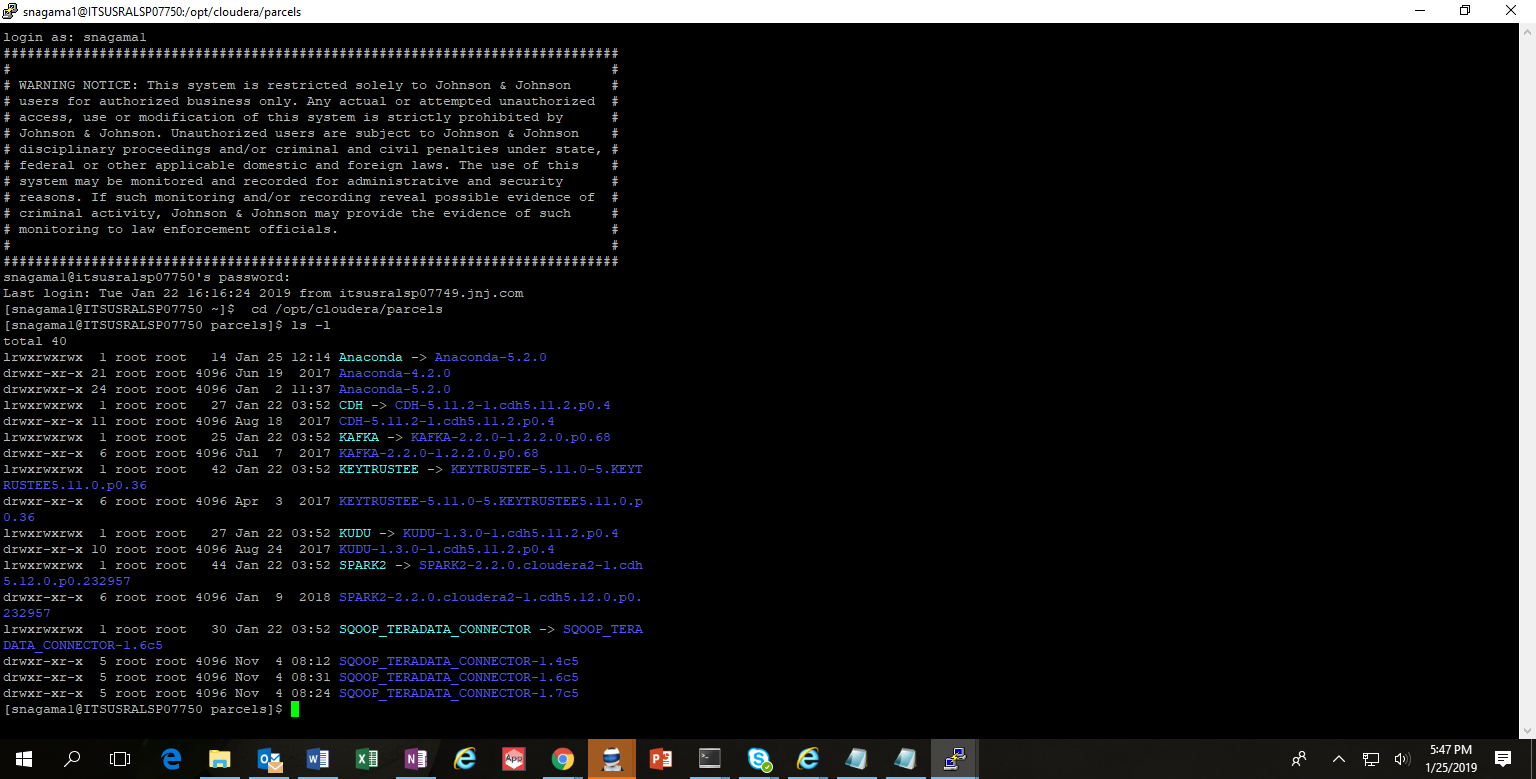 snagama1@ITSUSRALSP07750:/opt/cloudera/parcels
login as: snagama1
#############################################################################
#                                                                           #
# WARNING NOTICE: This system is restricted solely to Johnson & Johnson     #
# users for authorized business only. Any actual or attempted unauthorized  #
# access, use or modification of this system is strictly prohibited by      #
# Johnson & Johnson. Unauthorized users are subject to Johnson & Johnson    #
# disciplinary proceedings and/or criminal and civil penalties under state, #
# federal or other applicable domestic and foreign laws. The use of this    #
# system may be monitored and recorded for administrative and security      #
# reasons. If such monitoring and/or recording reveal possible evidence of  #
# criminal activity, Johnson & Johnson may provide the evidence of such     #
# monitoring to law enforcement officials.                                  #
#                                                                           #
#############################################################################
snagama1@itsusralsp07750's password:
Last login: Tue Jan 22 16:16:24 2019 from itsusralsp07749.jnj.com
[snagama1@ITSUSRALSP07750 ~]$  cd /opt/cloudera/parcels
[snagama1@ITSUSRALSP07750 parcels]$ ls -l
total 40
lrwxrwxrwx  1 root root   14 Jan 25 12:14 Anaconda -> Anaconda-5.2.0
drwxr-xr-x 21 root root 4096 Jun 19  2017 Anaconda-4.2.0
drwxrwxr-x 24 root root 4096 Jan  2 11:37 Anaconda-5.2.0
lrwxrwxrwx  1 root root   27 Jan 22 03:52 CDH -> CDH-5.11.2-1.cdh5.11.2.p0.4
drwxr-xr-x 11 root root 4096 Aug 18  2017 CDH-5.11.2-1.cdh5.11.2.p0.4
lrwxrwxrwx  1 root root   25 Jan 22 03:52 KAFKA -> KAFKA-2.2.0-1.2.2.0.p0.68
drwxr-xr-x  6 root root 4096 Jul  7  2017 KAFKA-2.2.0-1.2.2.0.p0.68
lrwxrwxrwx  1 root root   42 Jan 22 03:52 KEYTRUSTEE -> KEYTRUSTEE-5.11.0-5.KEYT
RUSTEE5.11.0.p0.36
drwxr-xr-x  6 root root 4096 Apr  3  2017 KEYTRUSTEE-5.11.0-5.KEYTRUSTEE5.11.0.p
0.36
lrwxrwxrwx  1 root root   27 Jan 22 03:52 KUDU -> KUDU-1.3.0-1.cdh5.11.2.p0.4
drwxr-xr-x 10 root root 4096 Aug 24  2017 KUDU-1.3.0-1.cdh5.11.2.p0.4
lrwxrwxrwx  1 root root   44 Jan 22 03:52 SPARK2 -> SPARK2-2.2.0.cloudera2-1.cdh
5.12.0.p0.232957
drwxr-xr-x  6 root root 4096 Jan  9  2018 SPARK2-2.2.0.cloudera2-1.cdh5.12.0.p0.
232957
lrwxrwxrwx  1 root root   30 Jan 22 03:52 SQOOP_TERADATA_CONNECTOR -> SQOOP_TERA
DATA_CONNECTOR-1.6c5
drwxr-xr-x  5 root root 4096 Nov  4 08:12 SQOOP_TERADATA_CONNECTOR-1.4c5
drwxr-xr-x  5 root root 4096 Nov  4 08:31 SQOOP_TERADATA_CONNECTOR-1.6c5
drwxr-xr-x  5 root root 4096 Nov  4 08:24 SQOOP_TERADATA_CONNECTOR-1.7c5
[snagama1@ITSUSRALSP07750 parcels]$
App
5:47 PM
1/25/2019